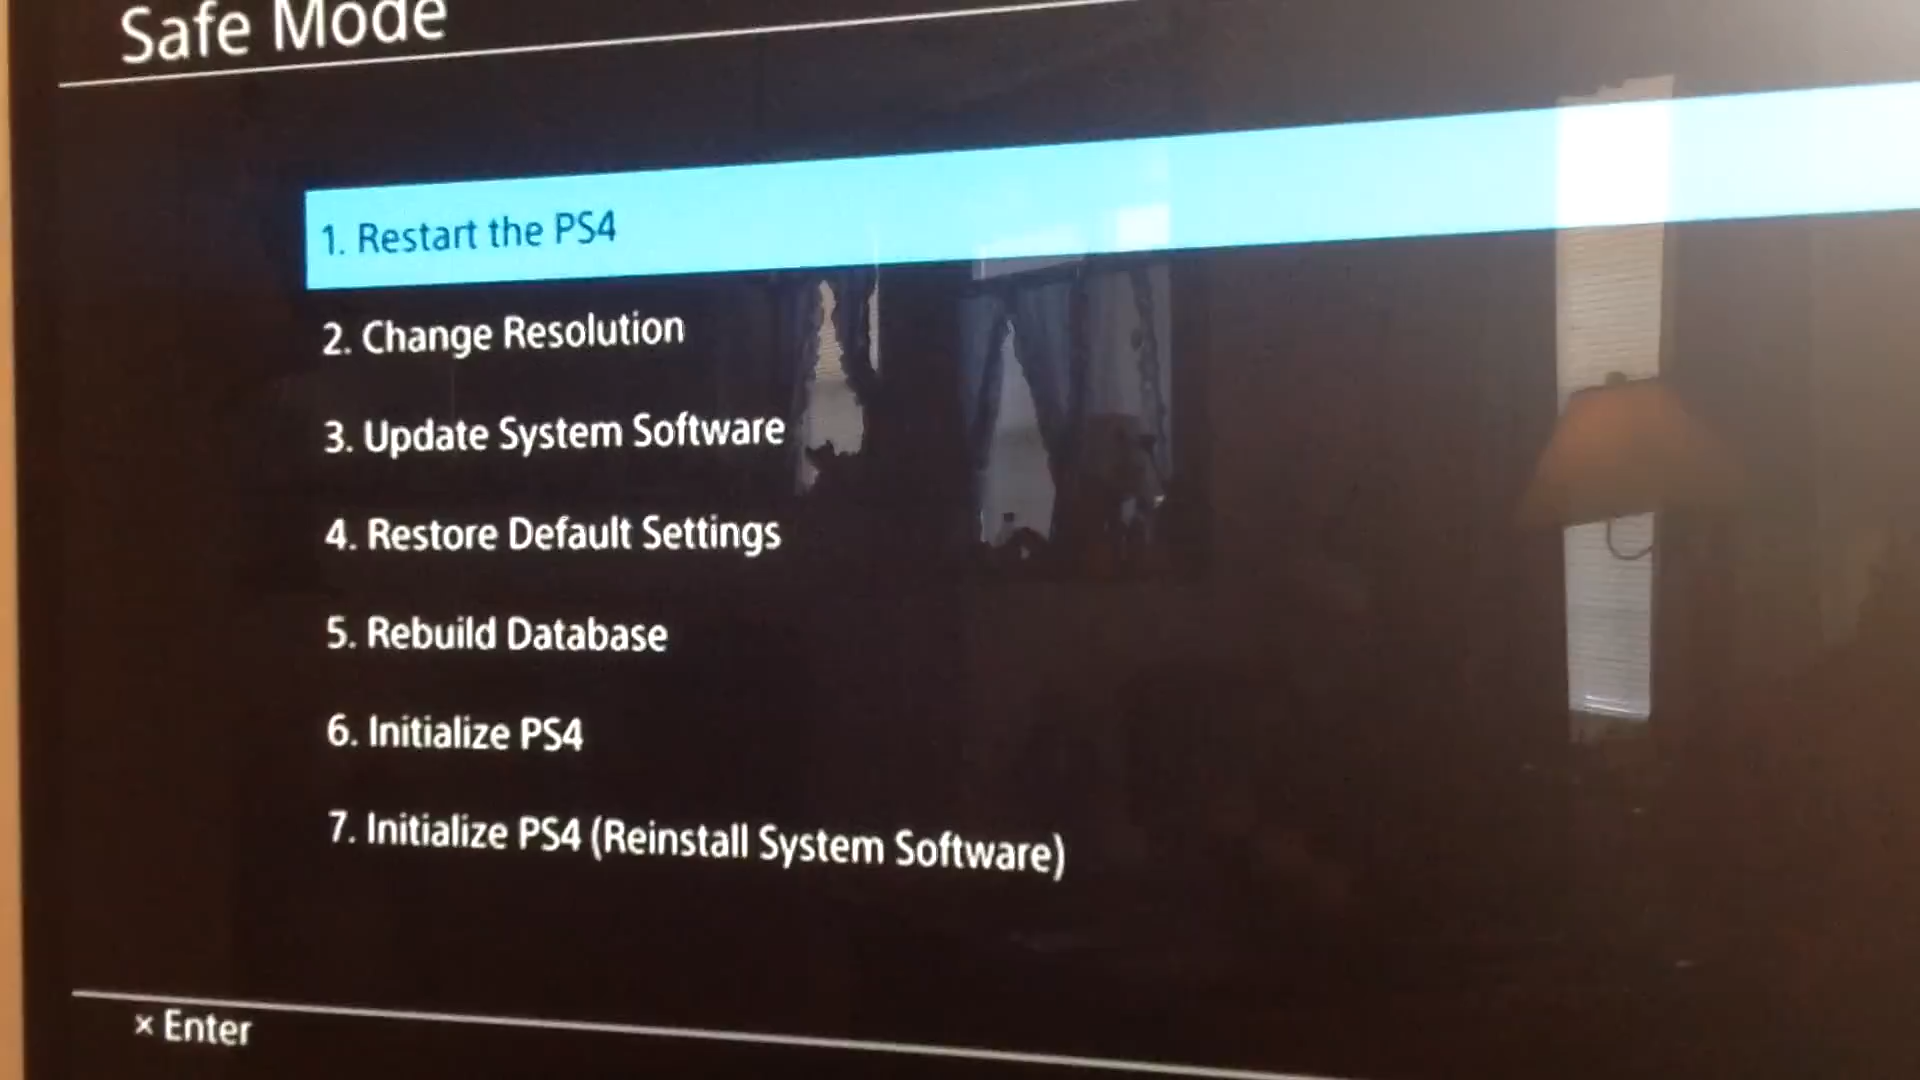 Safe Mode
1. Restart the PS4
2. Change Resolution
3. Update System Software
4. Restore Default Settings
5. Rebuild Database
6. Initialize PS4
7. Initialize PS4 (Reinstall System Software)
× Enter